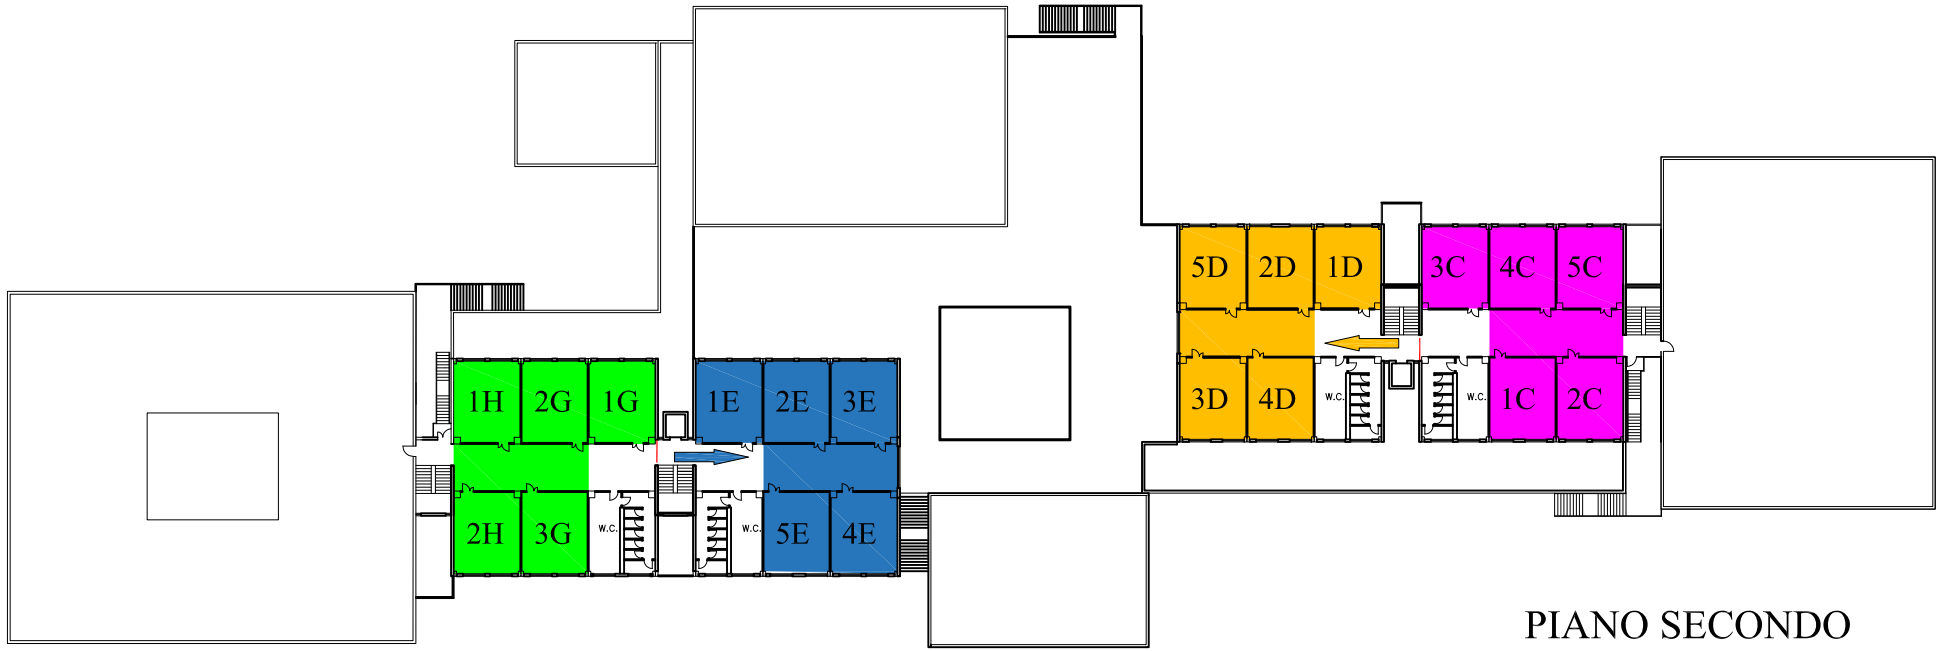 5D 2D 1D 3C 4C 5C
3D 4D W.C. W.C. 1C 2C
1H 2G 1G 1E 2E 3E
2H 3G W.C. W.C. 5E 4E
PIANO SECONDO